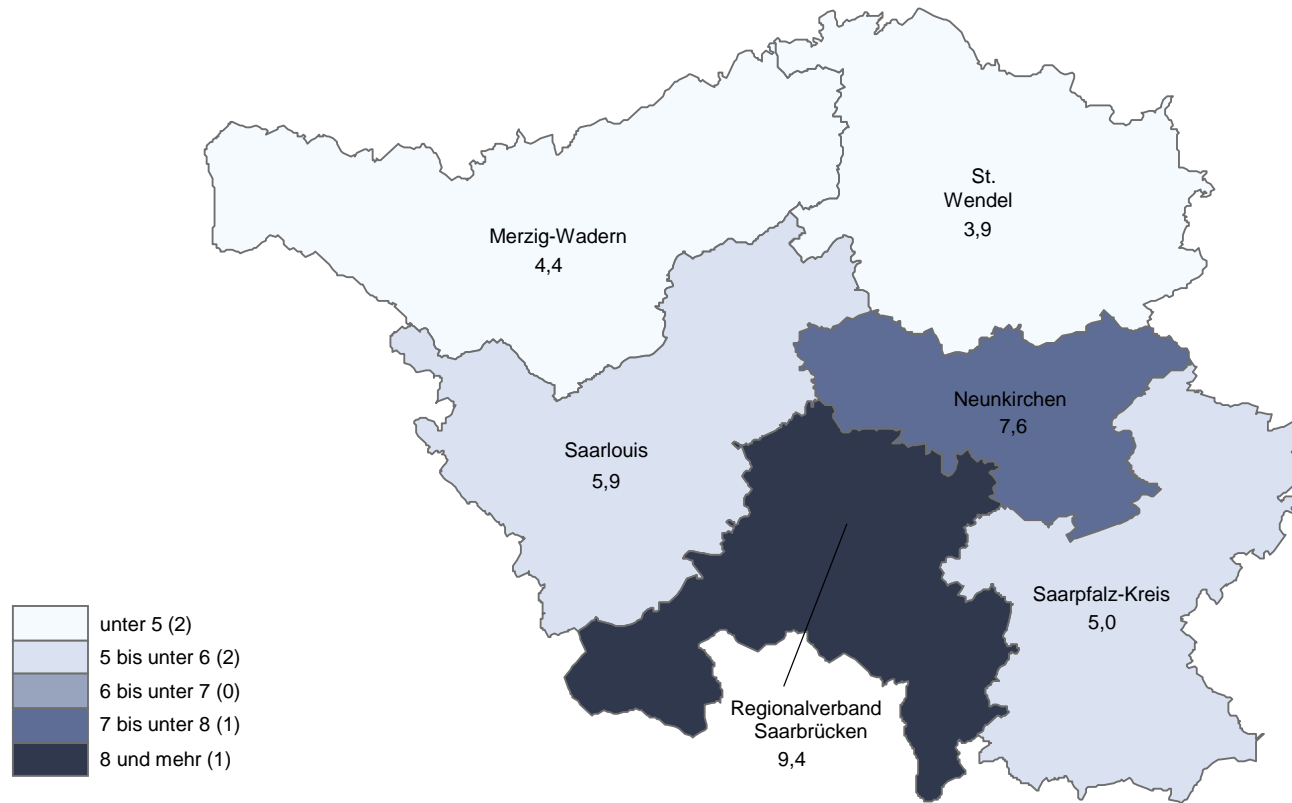 St.
Wendel
3,9
Merzig-Wadern
4,4
Neunkirchen
7,6
Saarlouis
5,9
Saarpfalz-Kreis
5,0
Regionalverband
Saarbrücken
9,4
unter 5 (2)
5 bis unter 6 (2)
6 bis unter 7 (0)
7 bis unter 8 (1)
8 und mehr (1)